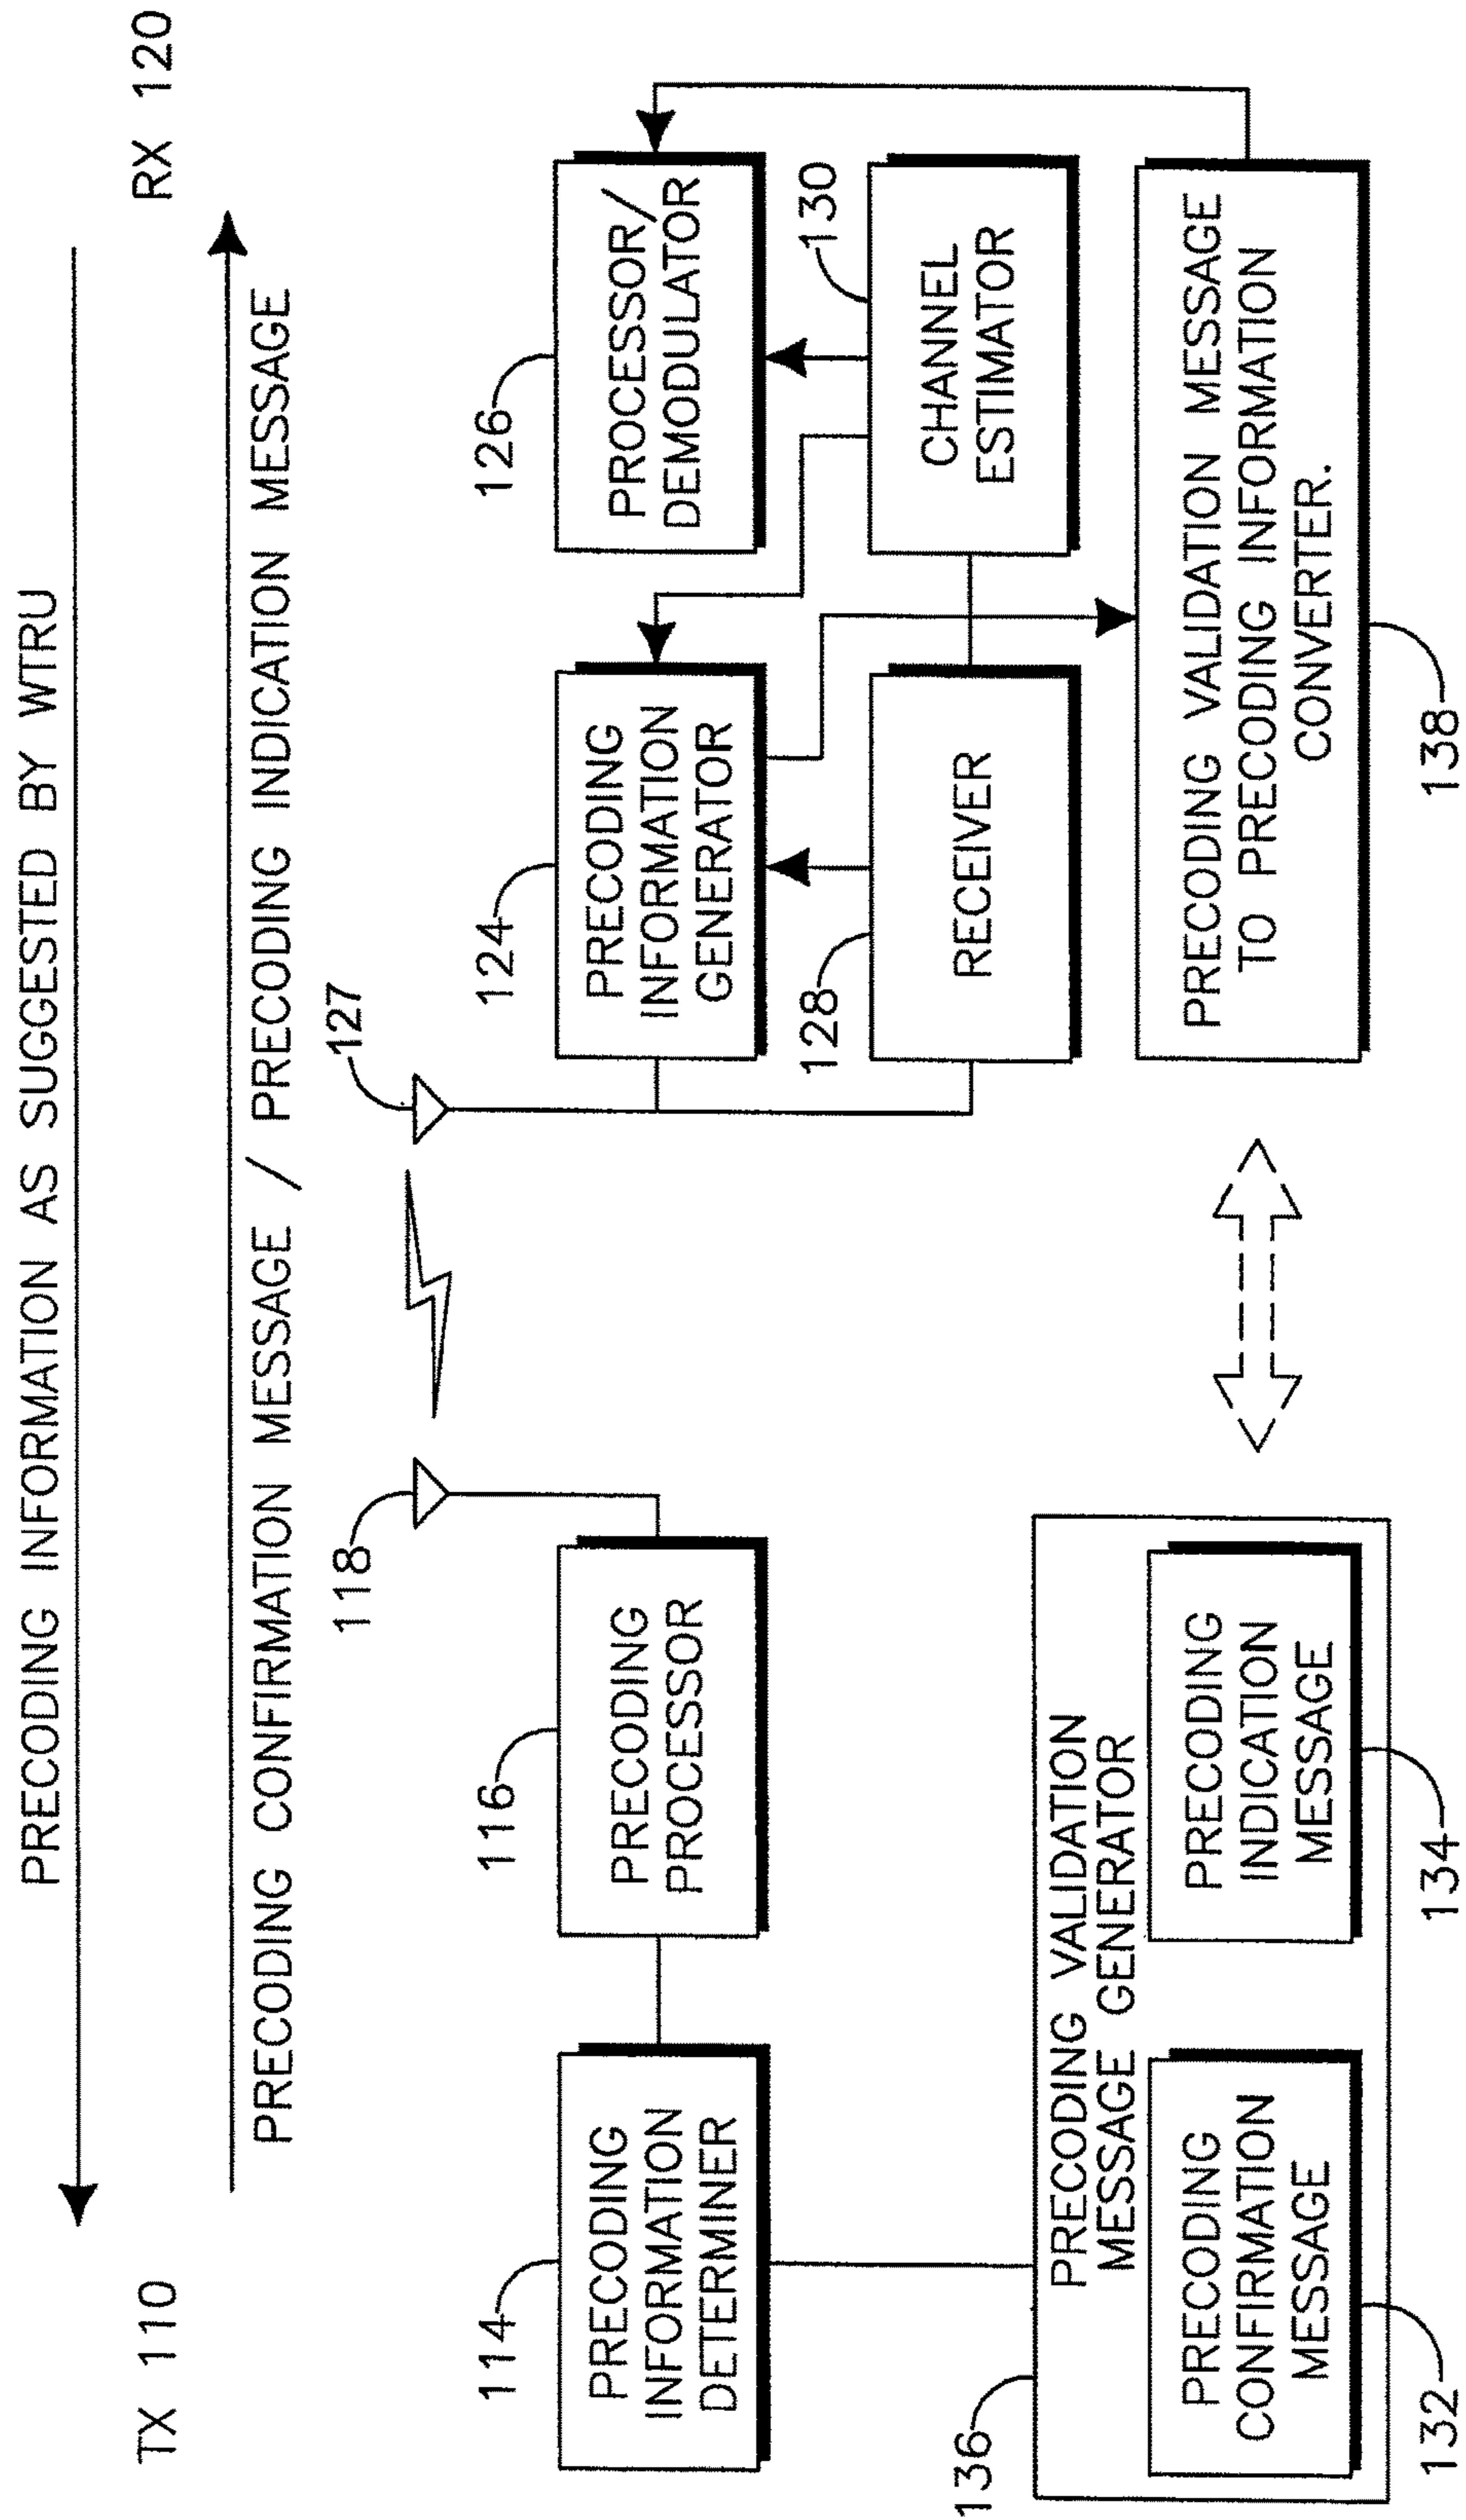 PRECODING INFORMATION AS SUGGESTED BY WTRU
TX 110
RX 120
PRECODING CONFIRMATION MESSAGE / PRECODING INDICATION MESSAGE
118
127
114
116
124
126
PRECODING
INFORMATION
DETERMINER
PRECODING
PROCESSOR
PRECODING
INFORMATION
GENERATOR
PROCESSOR/
DEMODULATOR
128
130
RECEIVER
CHANNEL
ESTIMATOR
136
PRECODING VALIDATION
MESSAGE GENERATOR
PRECODING
CONFIRMATION
MESSAGE
PRECODING
INDICATION
MESSAGE
PRECODING VALIDATION MESSAGE
TO PRECODING INFORMATION
CONVERTER.
132
134
138